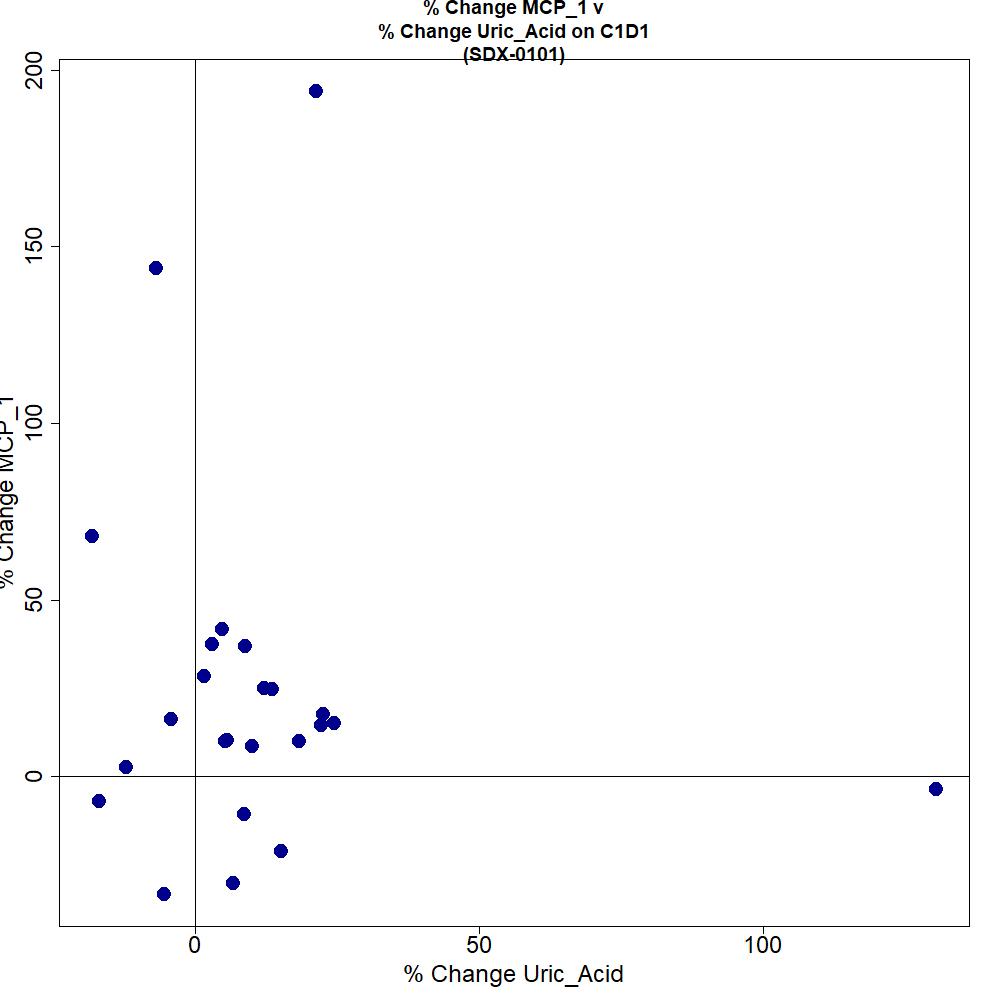 % Change MCP_1 v
% Change Uric_Acid on C1D1
(SDX-0101)
200
150
100
50
0
% Change MCP_1
0
50
100
% Change Uric_Acid